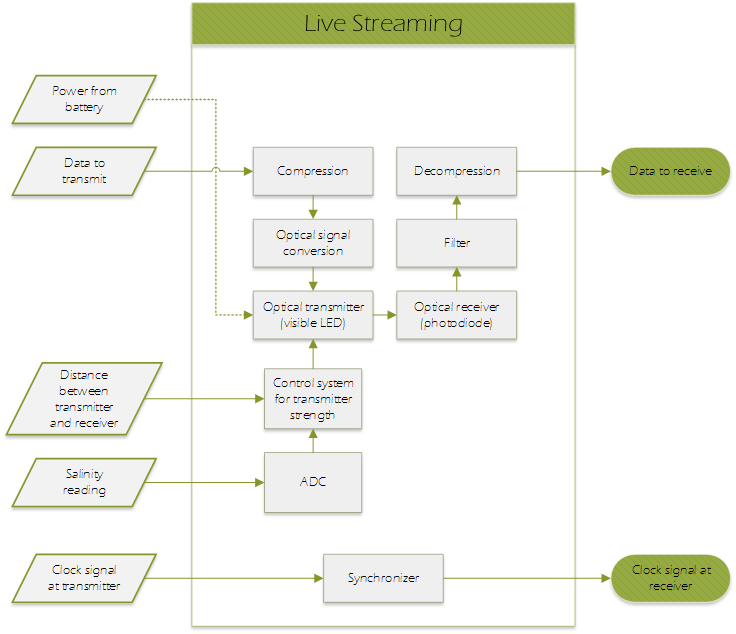 Live Streaming
Power from
battery
Data to
transmit
Compression
Decompression
Data to receive
Optical signal
conversion
Filter
Optical transmitter
(visible LED)
Optical receiver
(photodiode)
Distance
between
transmitter
and receiver
Control system
for transmitter
strength
Salinity
reading
ADC
Clock signal
at transmitter
Synchronizer
Clock signal at
receiver